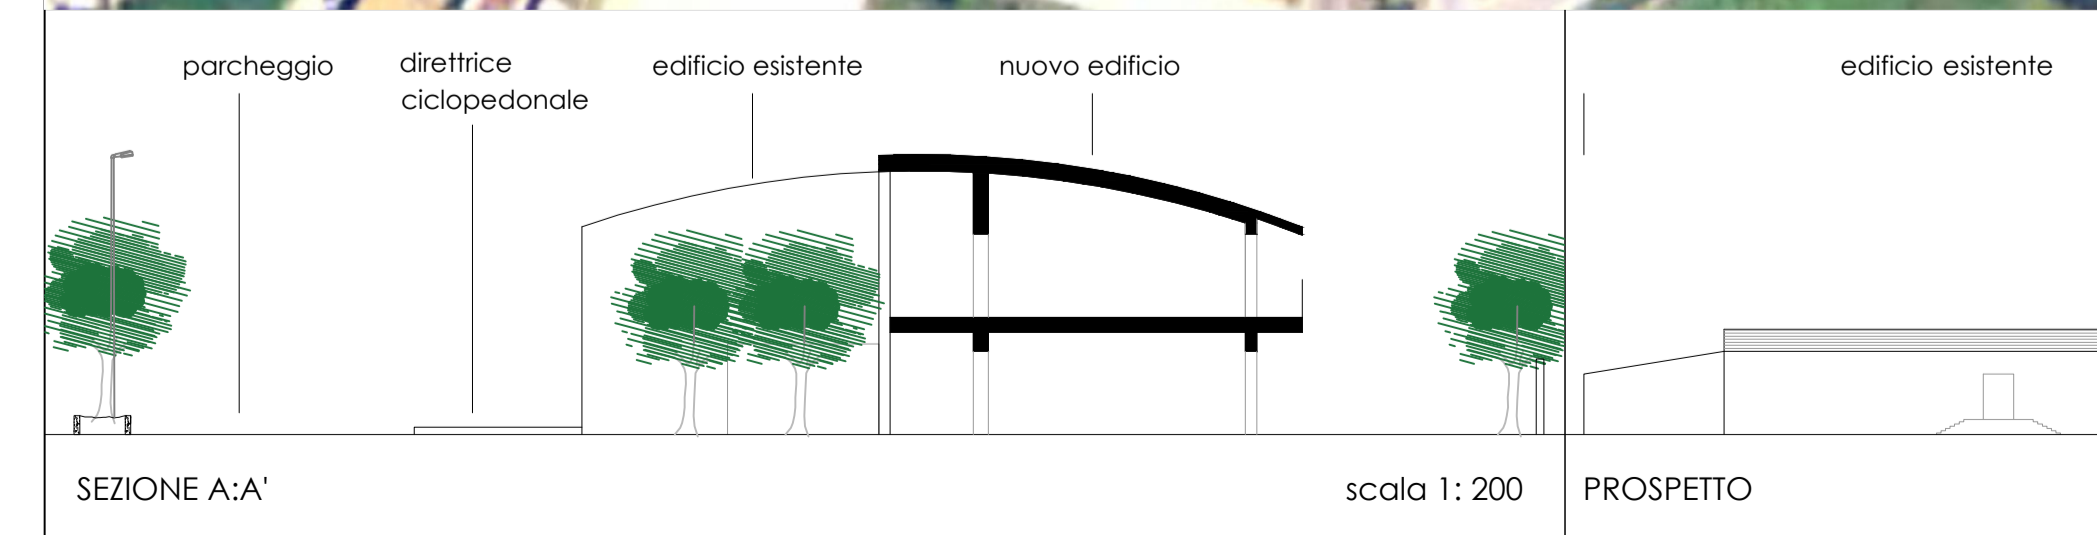 parcheggio
direttrice
ciclopedonale
edificio esistente
nuovo edificio
edificio esistente
SEZIONE A:A'
scala 1: 200
PROSPETTO